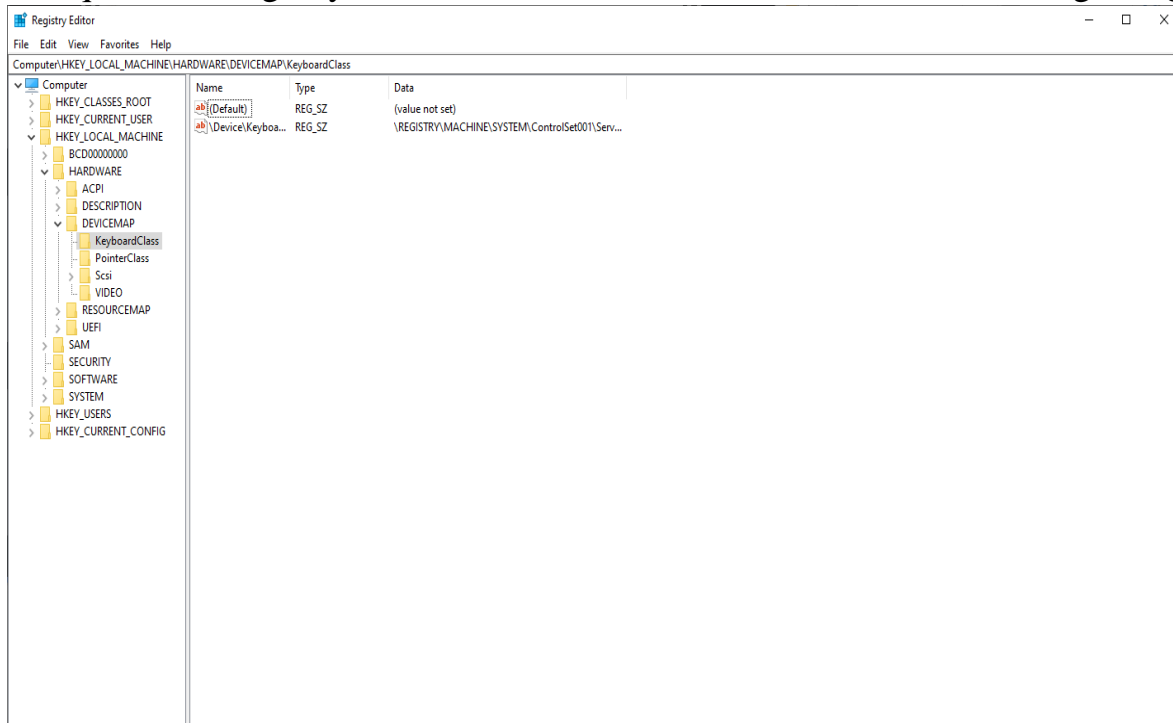 Registry Editor
File Edit View Favorites Help
Computer\HKEY_LOCAL_MACHINE\HARDWARE\DEVICEMAP\KeyboardClass
Computer
HKEY_CLASSES_ROOT
HKEY_CURRENT_USER
HKEY_LOCAL_MACHINE
BCD00000000
HARDWARE
ACPI
DESCRIPTION
DEVICEMAP
KeyboardClass
PointerClass
Scsi
VIDEO
RESOURCEMAP
UEFI
SAM
SECURITY
SOFTWARE
SYSTEM
HKEY_USERS
HKEY_CURRENT_CONFIG
Name Type Data
(Default) REG_SZ (value not set)
\Device\Keyboa... REG_SZ \REGISTRY\MACHINE\SYSTEM\ControlSet001\Serv...